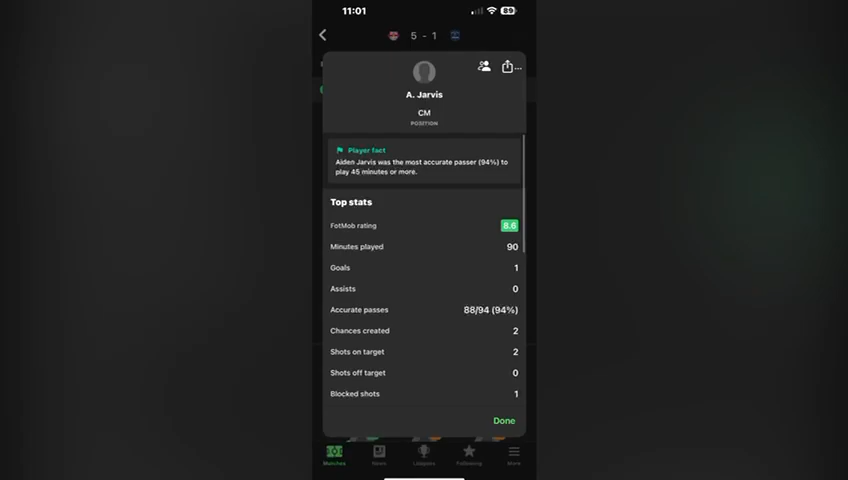 11:01
89
5 - 1
A. Jarvis
CM
POSITION
Player fact
Aiden Jarvis was the most accurate passer (94%) to
play 45 minutes or more.
Top stats
FotMob rating 8.6
Minutes played 90
Goals 1
Assists 0
Accurate passes 88/94 (94%)
Chances created 2
Shots on target 2
Shots off target 0
Blocked shots 1
Done
Matches News Leagues Following More